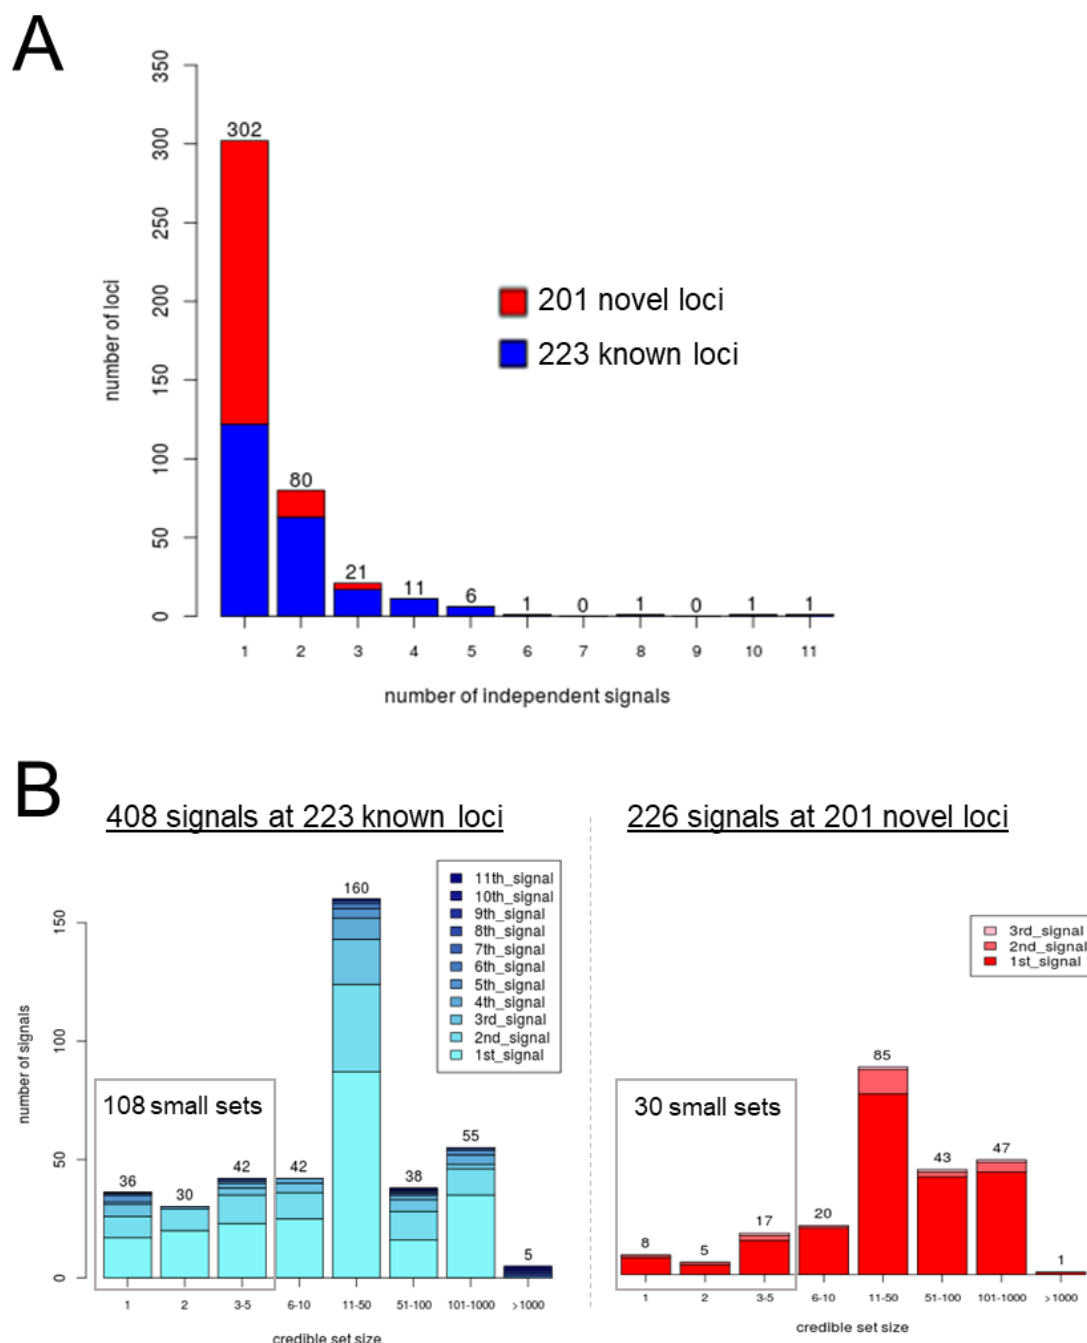 A
350
300
250
200
150
100
50
0
number of loci
302
80
21
11
6
1
0
1
0
1
1
201 novel loci
223 known loci
1 2 3 4 5 6 7 8 9 10 11
number of independent signals
B
408 signals at 223 known loci
150
100
50
0
number of signals
11th_signal
10th_signal
9th_signal
8th_signal
7th_signal
6th_signal
5th_signal
4th_signal
3rd_signal
2nd_signal
1st_signal
108 small sets
36 30 42 42 160 38 55 5
1 2 3-5 6-10 11-50 51-100 101-1000 >1000
credible set size
226 signals at 201 novel loci
3rd_signal
2nd_signal
1st_signal
30 small sets
8 5 17 20 85 43 47 1
1 2 3-5 6-10 11-50 51-100 101-1000 >1000
credible set size